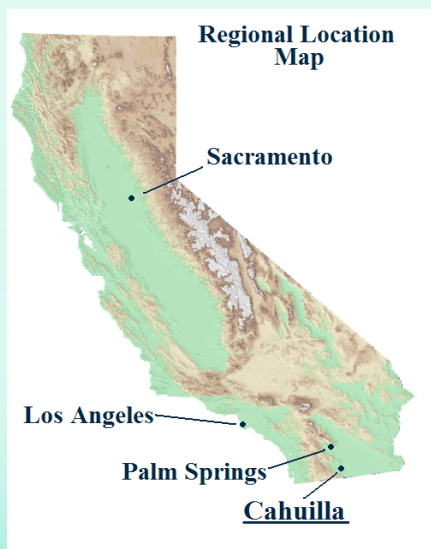 Regional Location
Map
Sacramento
Los Angeles
Palm Springs
Cahuilla